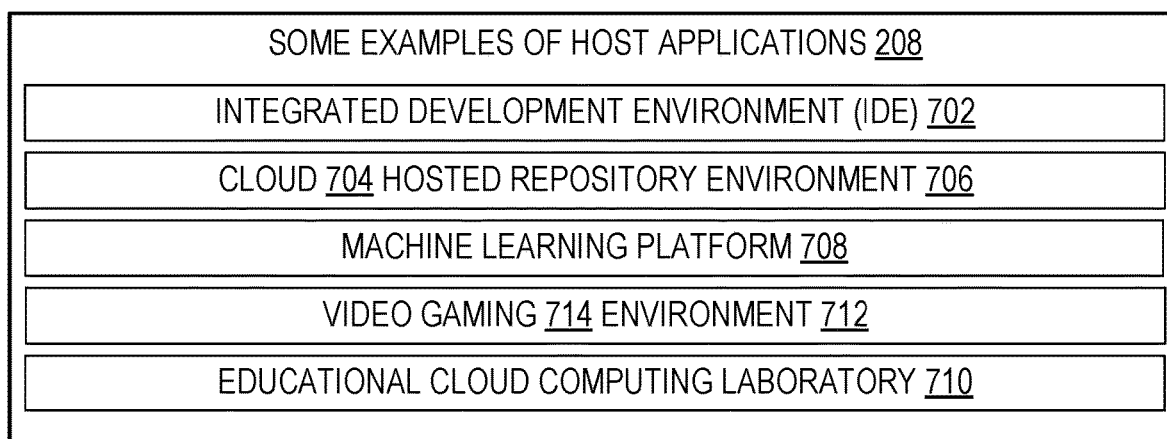 SOME EXAMPLES OF HOST APPLICATIONS 208
INTEGRATED DEVELOPMENT ENVIRONMENT (IDE) 702
CLOUD 704 HOSTED REPOSITORY ENVIRONMENT 706
MACHINE LEARNING PLATFORM 708
VIDEO GAMING 714 ENVIRONMENT 712
EDUCATIONAL CLOUD COMPUTING LABORATORY 710